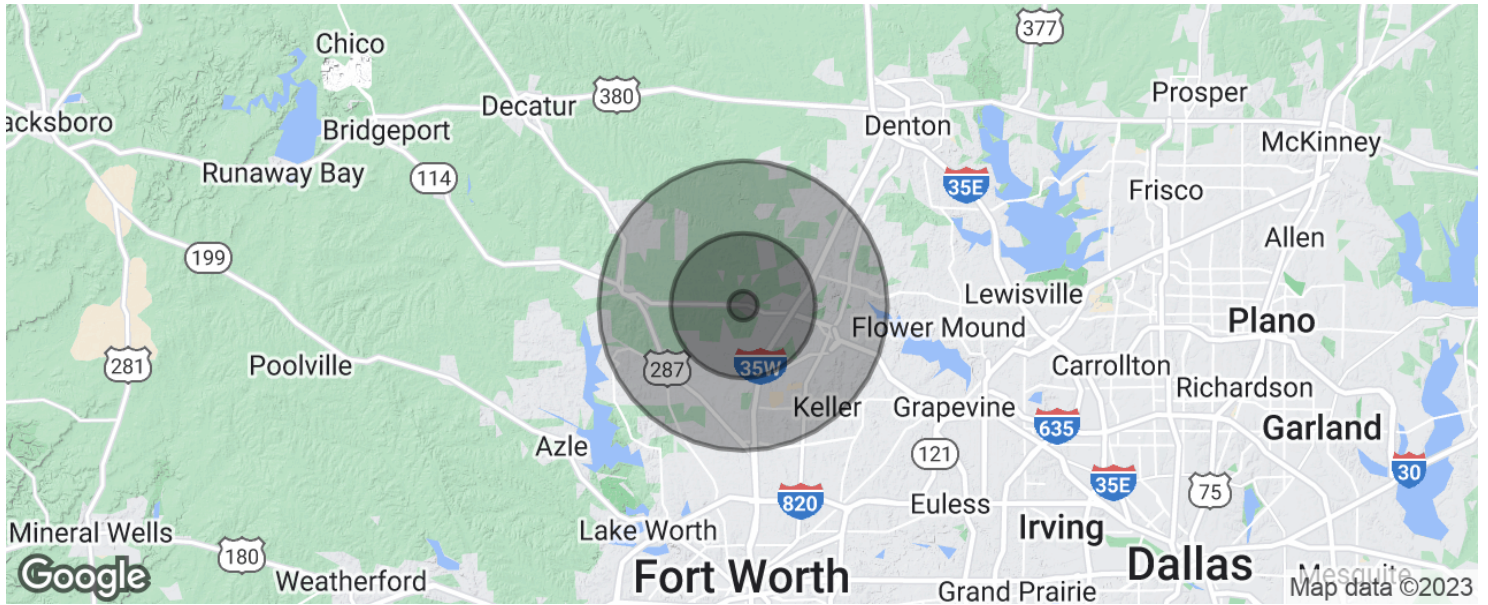 377
Chico
Prosper
Decatur
380
acksboro
Denton
Bridgeport
McKinney
Runaway Bay
114
35E
Frisco
Allen
199
Lewisville
Plano
Flower Mound
281
Poolville
287
35W
Carrollton
Richardson
Keller
Grapevine
635
Garland
Azle
121
30
35E
75
820
Euless
Mineral Wells
Lake Worth
Irving
180
Dallas
Google
Weatherford
Fort Worth
Grand Prairie
Mesquite
Map data ©2023